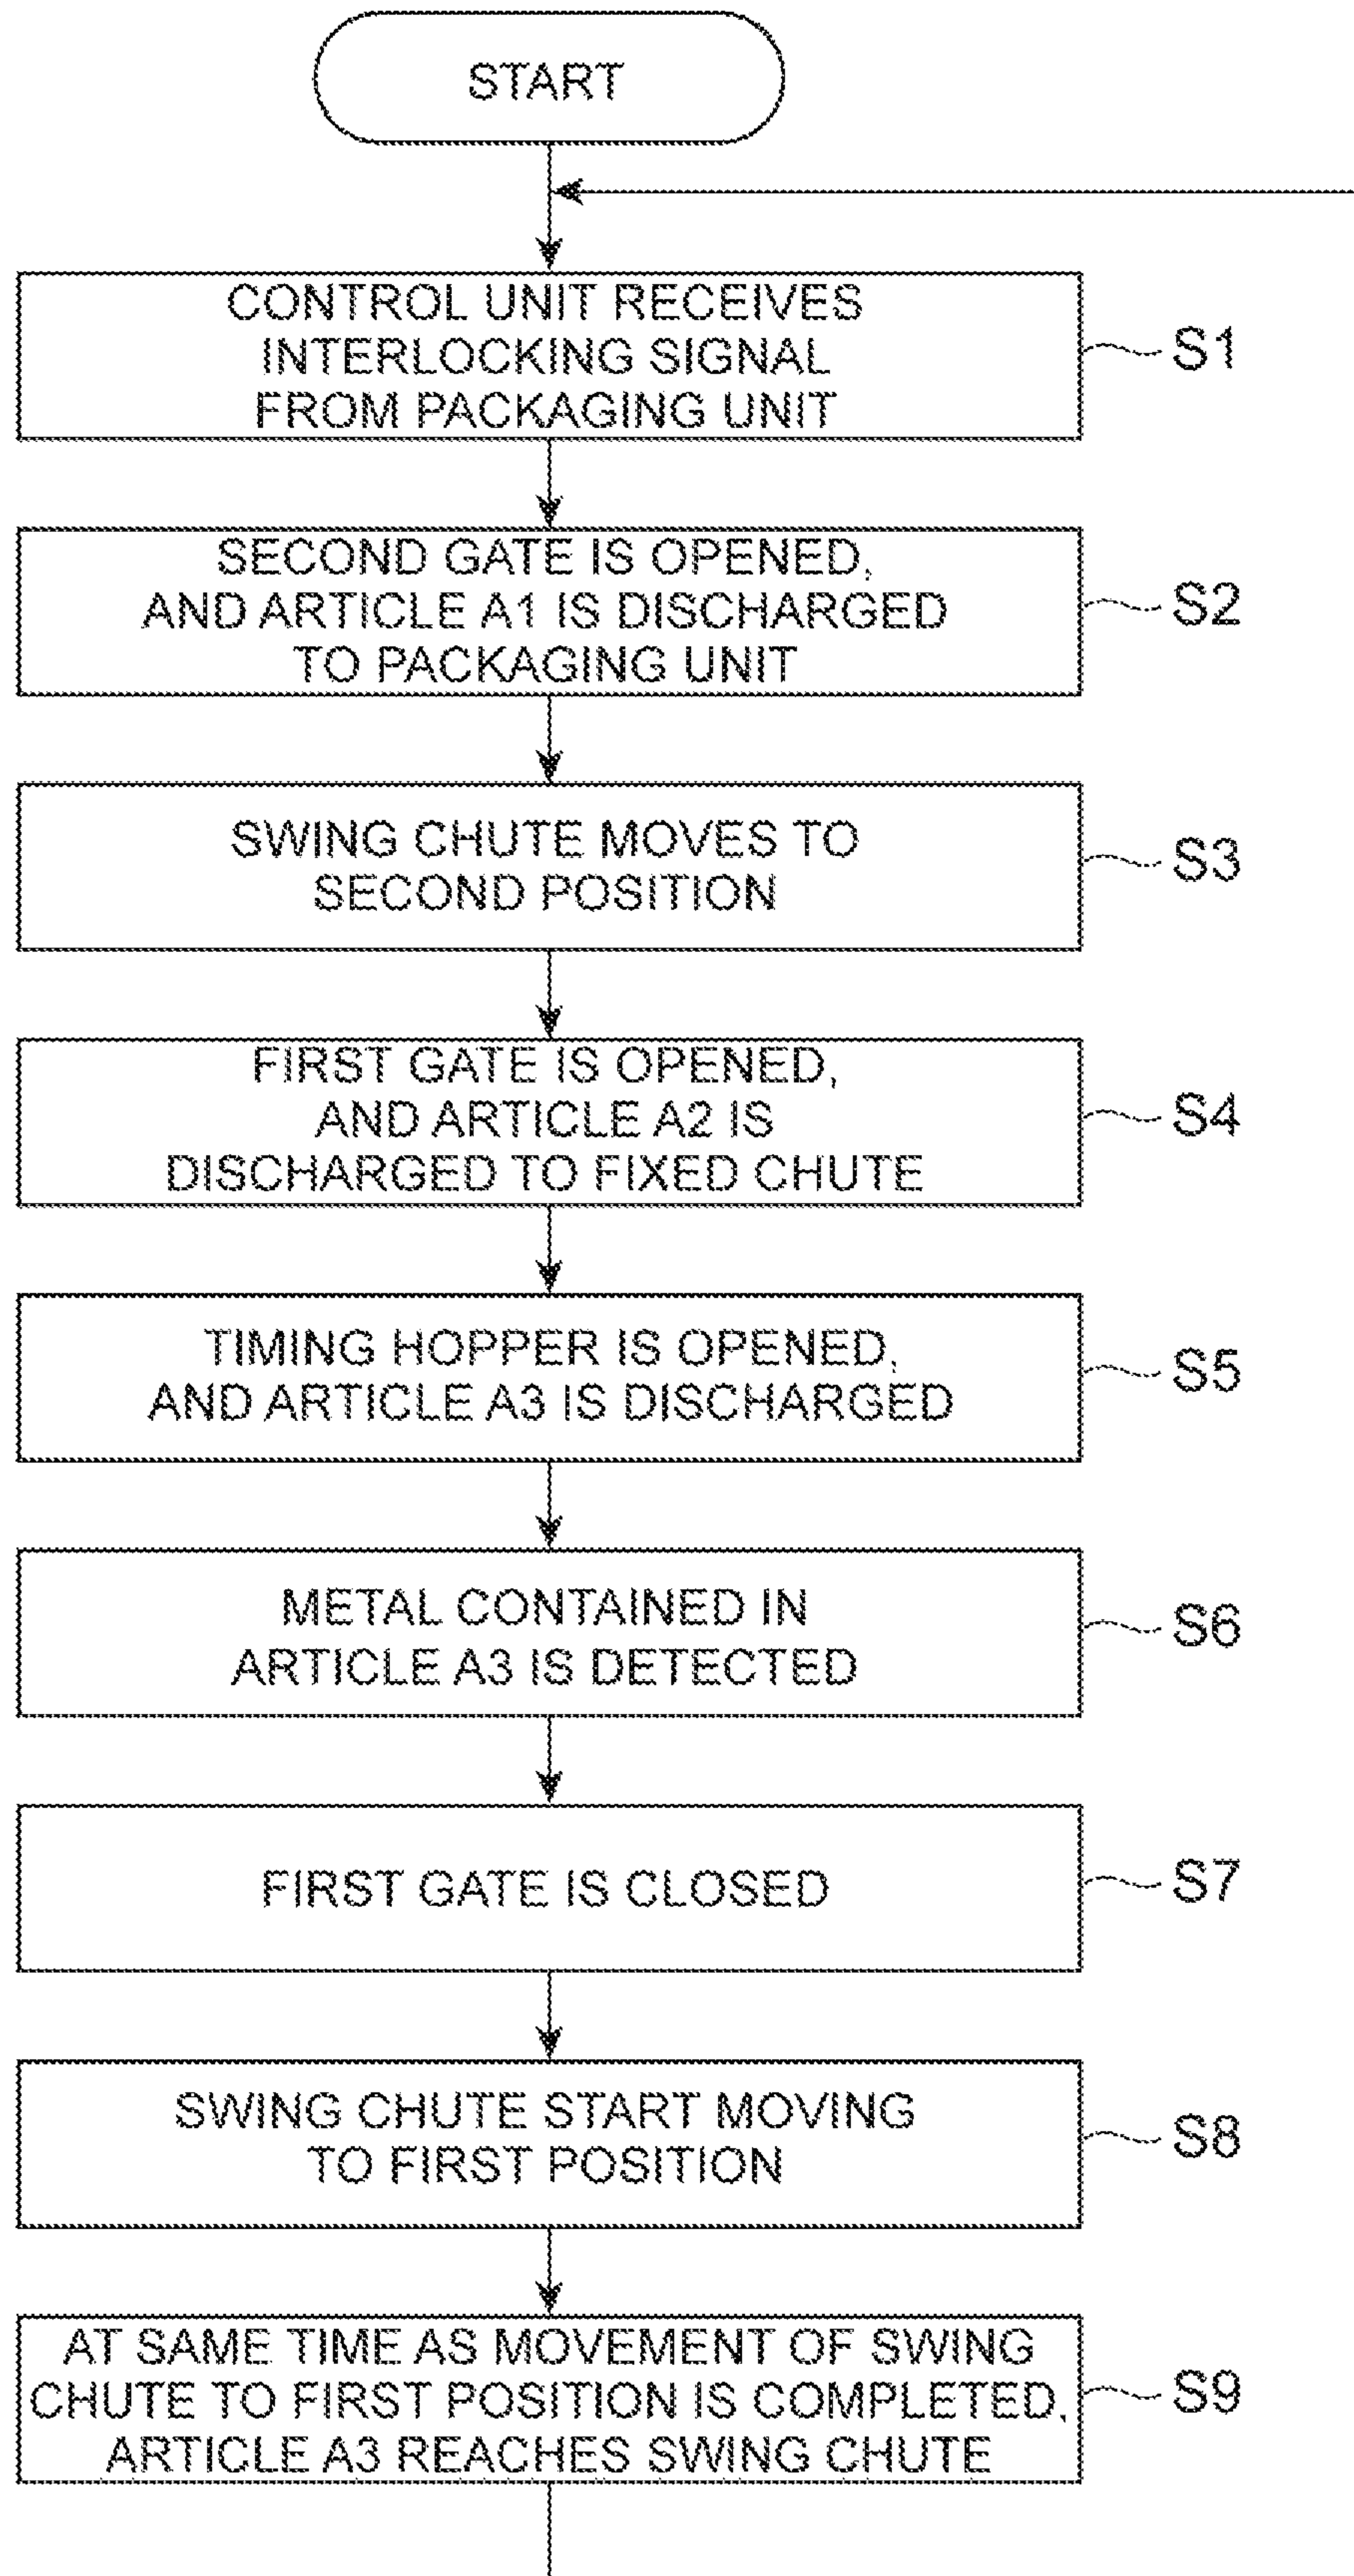 START
CONTROL UNIT RECEIVES
INTERLOCKING SIGNAL
FROM PACKAGING UNIT
S1
SECOND GATE IS OPENED,
AND ARTICLE A1 IS DISCHARGED
TO PACKAGING UNIT
S2
SWING CHUTE MOVES TO
SECOND POSITION
S3
FIRST GATE IS OPENED,
AND ARTICLE A2 IS
DISCHARGED TO FIXED CHUTE
S4
TIMING HOPPER IS OPENED,
AND ARTICLE A3 IS DISCHARGED
S5
METAL CONTAINED IN
ARTICLE A3 IS DETECTED
S6
FIRST GATE IS CLOSED
S7
SWING CHUTE START MOVING
TO FIRST POSITION
S8
AT SAME TIME AS MOVEMENT OF SWING
CHUTE TO FIRST POSITION IS COMPLETED,
ARTICLE A3 REACHES SWING CHUTE
S9